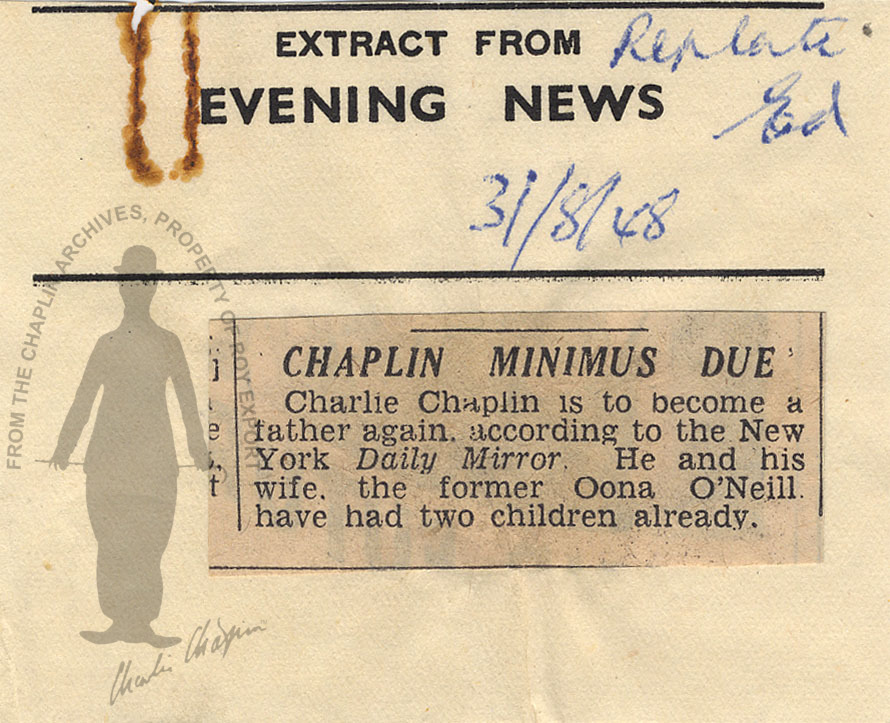 EXTRACT FROM Replate
EVENING NEWS Ed
31/8/48
FROM THE CHAPLIN ARCHIVES, PROPERTY OF ROY EXPORT
CHAPLIN MINIMUS DUE
Charlie Chaplin is to become a
father again. according to the New
York Daily Mirror. He and his
wife. the former Oona O'Neill.
have had two children already.
Charlie Chaplin